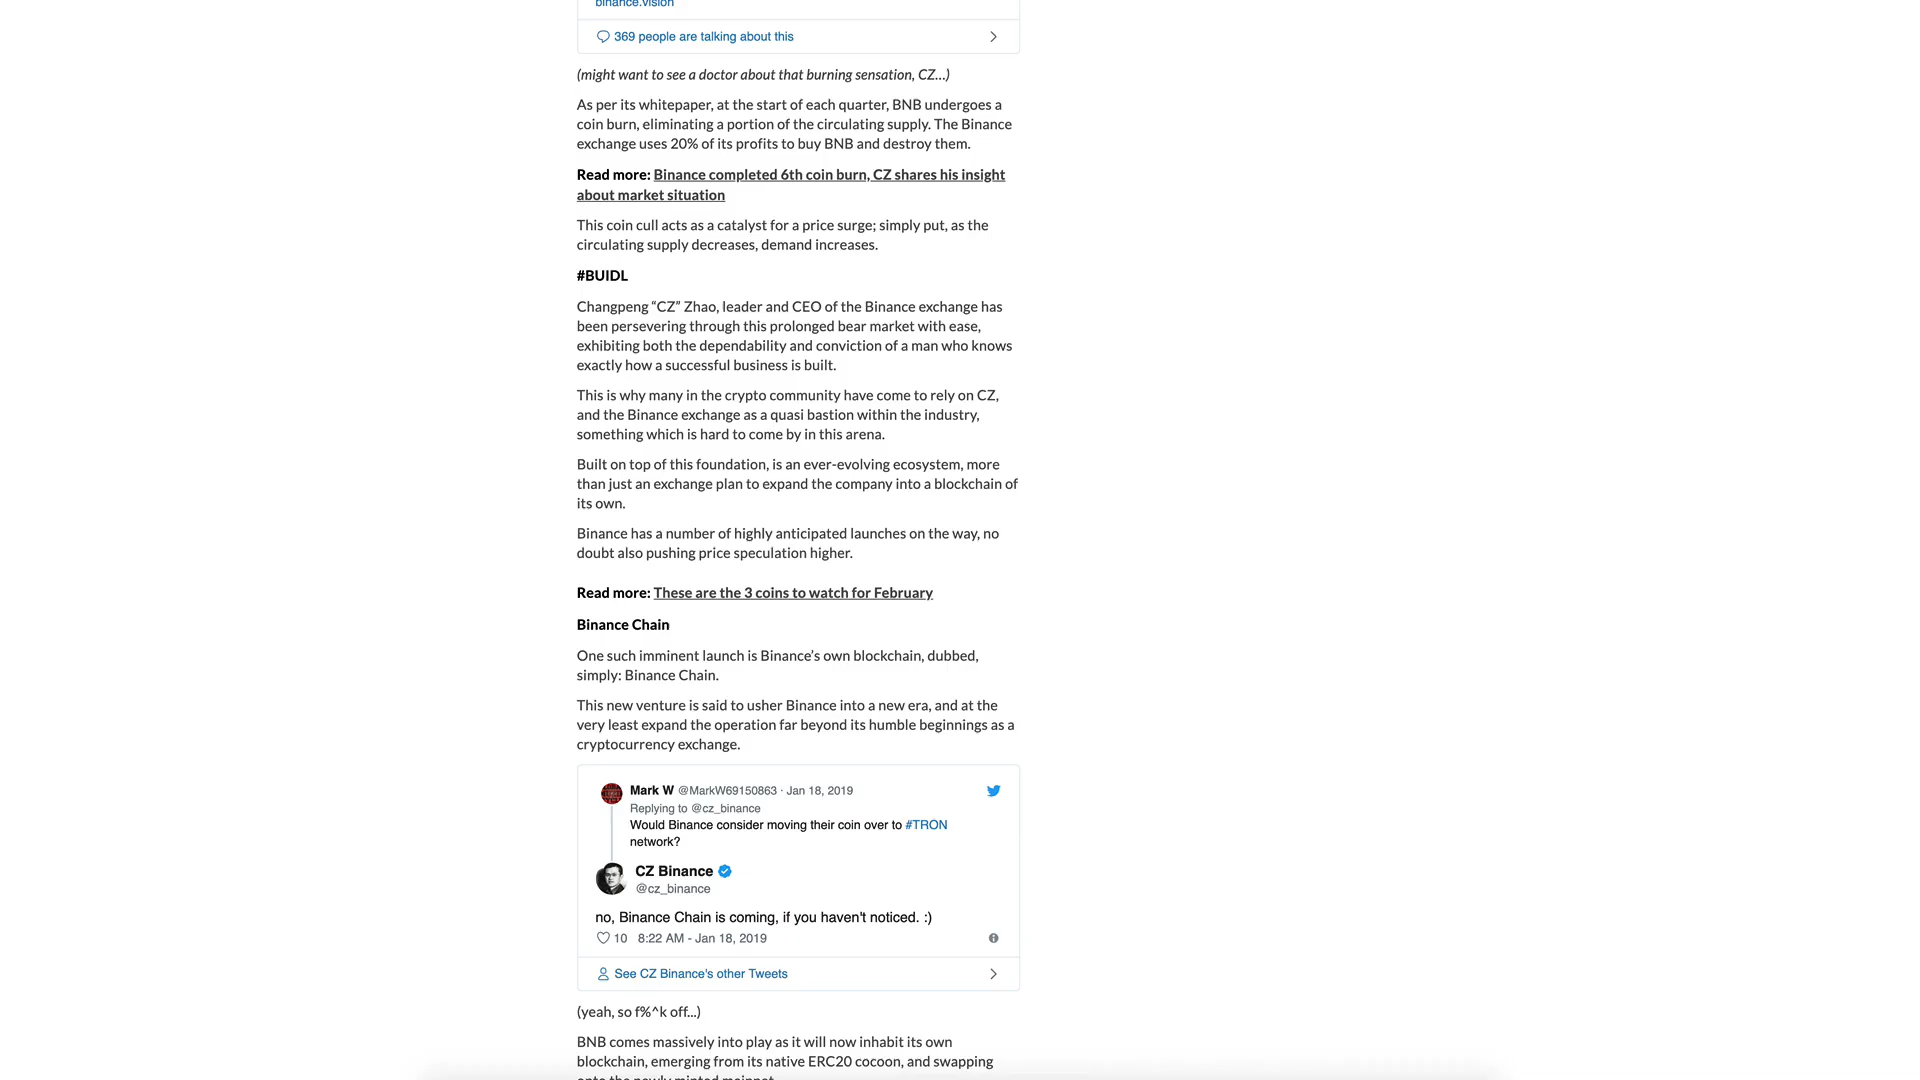 binance.vision
369 people are talking about this
(might want to see a doctor about that burning sensation, CZ…)
As per its whitepaper, at the start of each quarter, BNB undergoes a
coin burn, eliminating a portion of the circulating supply. The Binance
exchange uses 20% of its profits to buy BNB and destroy them.
Read more: Binance completed 6th coin burn, CZ shares his insight
about market situation
This coin cull acts as a catalyst for a price surge; simply put, as the
circulating supply decreases, demand increases.
#BUIDL
Changpeng “CZ” Zhao, leader and CEO of the Binance exchange has
been persevering through this prolonged bear market with ease,
exhibiting both the dependability and conviction of a man who knows
exactly how a successful business is built.
This is why many in the crypto community have come to rely on CZ,
and the Binance exchange as a quasi bastion within the industry,
something which is hard to come by in this arena.
Built on top of this foundation, is an ever-evolving ecosystem, more
than just an exchange plan to expand the company into a blockchain of
its own.
Binance has a number of highly anticipated launches on the way, no
doubt also pushing price speculation higher.
Read more: These are the 3 coins to watch for February
Binance Chain
One such imminent launch is Binance’s own blockchain, dubbed,
simply: Binance Chain.
This new venture is said to usher Binance into a new era, and at the
very least expand the operation far beyond its humble beginnings as a
cryptocurrency exchange.
Mark W @MarkW69150863 · Jan 18, 2019
Replying to @cz_binance
Would Binance consider moving their coin over to #TRON
network?
CZ Binance
@cz_binance
no, Binance Chain is coming, if you haven't noticed. :)
10 8:22 AM - Jan 18, 2019
See CZ Binance's other Tweets
(yeah, so f%^k off…)
BNB comes massively into play as it will now inhabit its own
blockchain, emerging from its native ERC20 cocoon, and swapping
onto the newly minted mainnet.